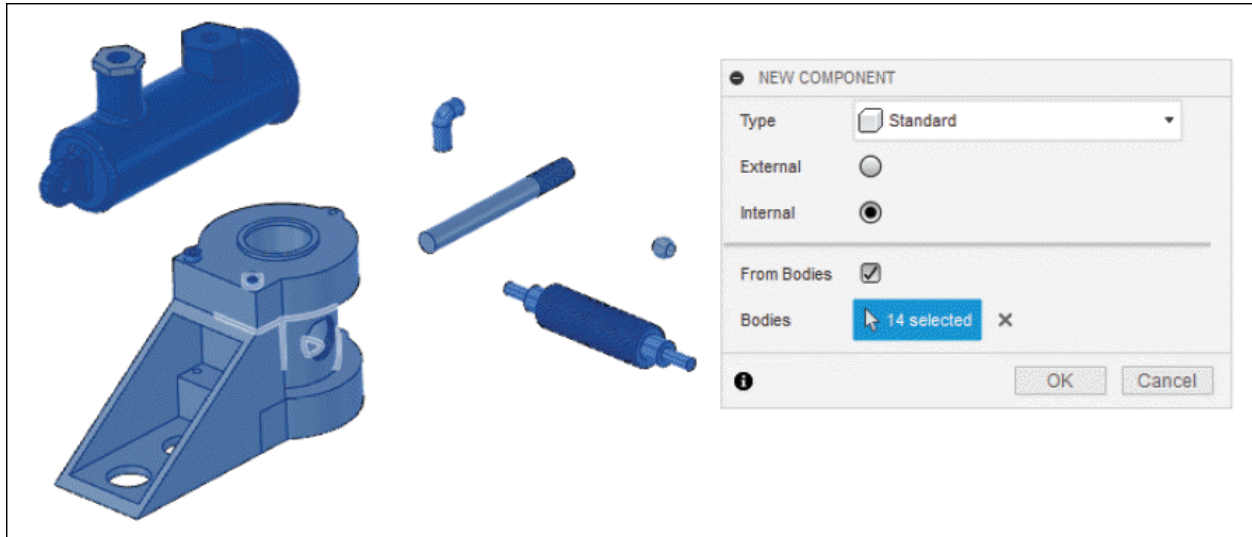 NEW COMPONENT
Type Standard
External
Internal
From Bodies
Bodies 14 selected
OK Cancel